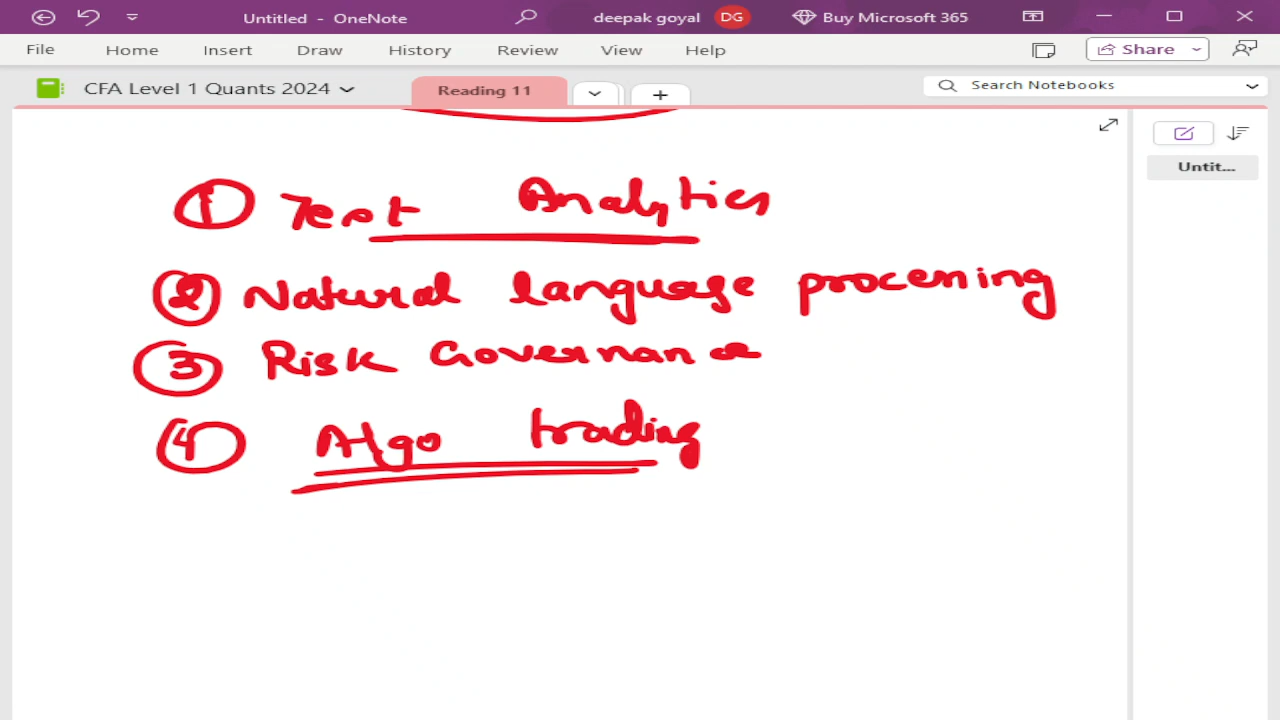 Untitled - OneNote
deepak goyal DG
Buy Microsoft 365
File Home Insert Draw History Review View Help
Share
CFA Level 1 Quants 2024
Reading 11
Search Notebooks
Untit...
1 Text Analytics
2 Natural language processing
3 Risk Governance
4 Algo trading